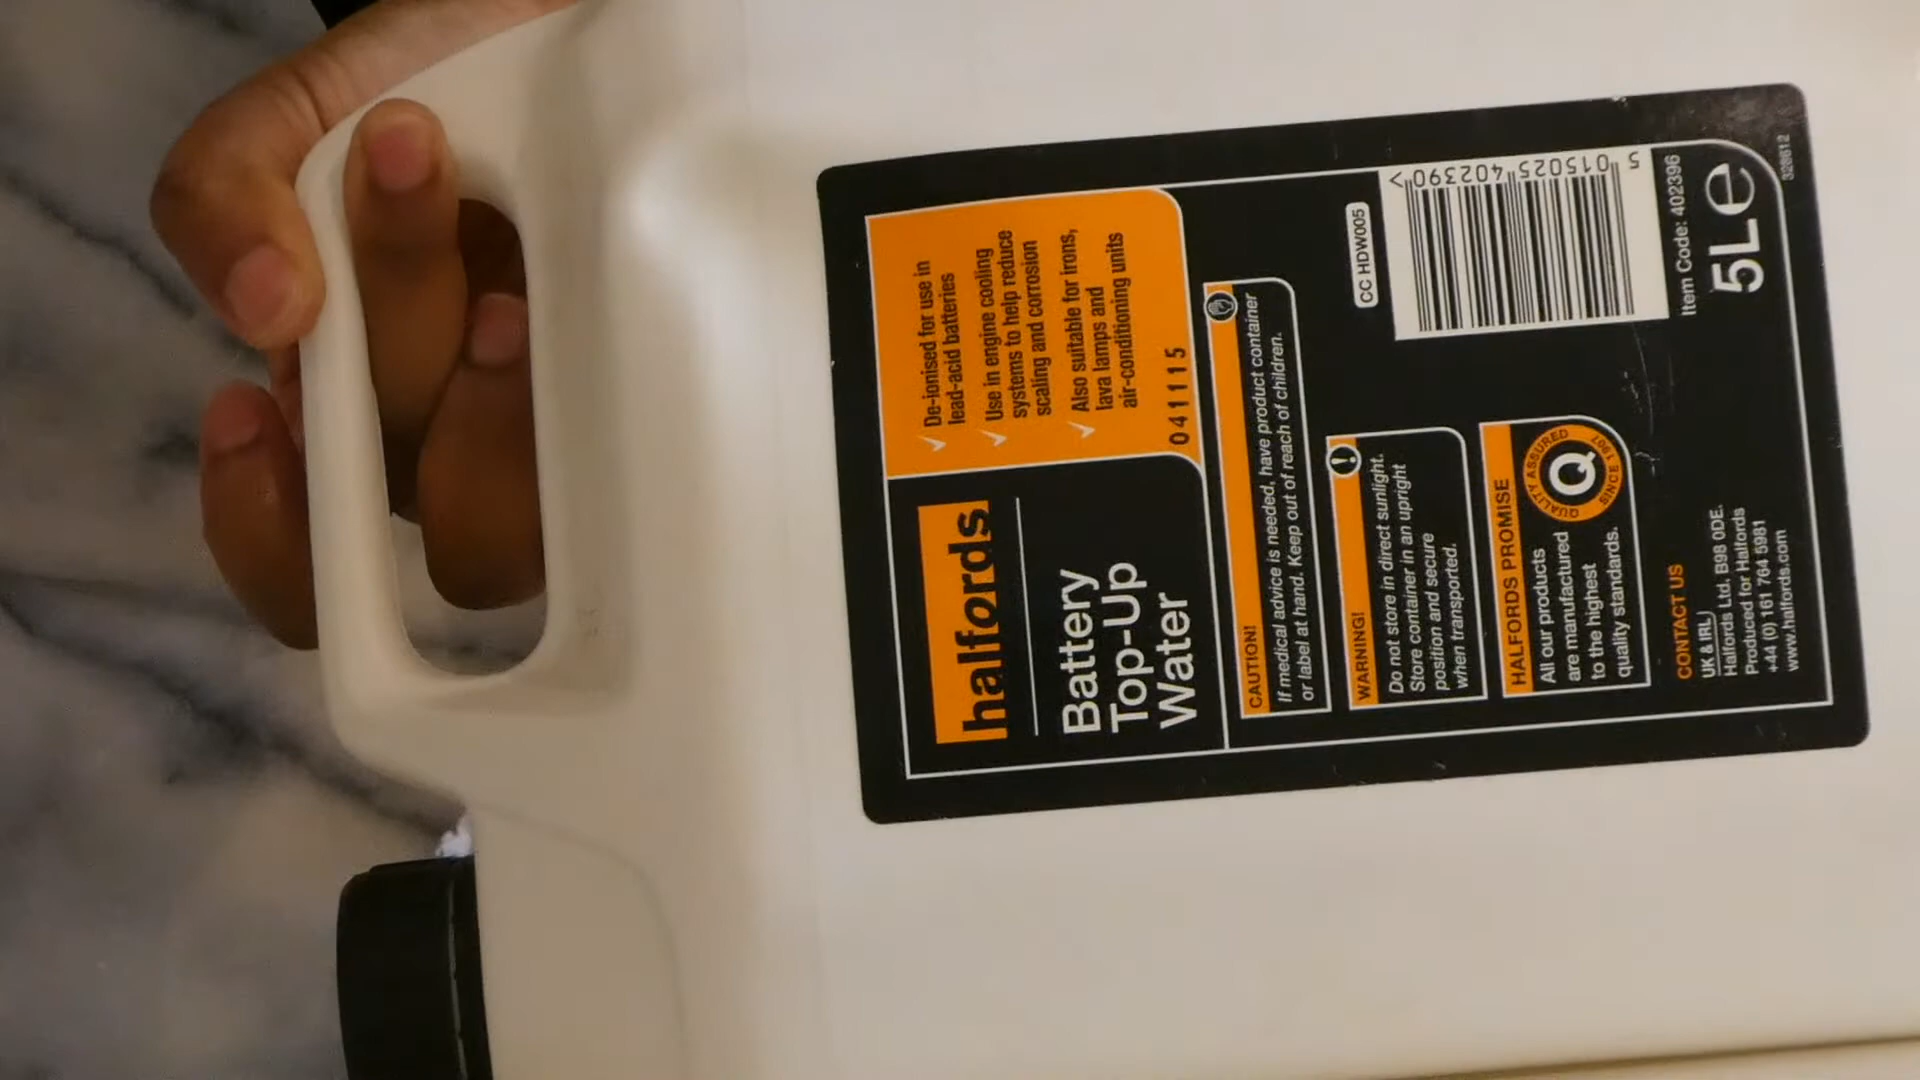 halfords
Battery
Top-Up
Water
De-ionised for use in
lead-acid batteries
Use in engine cooling
systems to help reduce
scaling and corrosion
Also suitable for irons,
lava lamps and
air-conditioning units
041115
CAUTION!
If medical advice is needed, have product container
or label at hand. Keep out of reach of children.
WARNING!
Do not store in direct sunlight.
Store container in an upright
position and secure
when transported.
HALFORDS PROMISE
All our products
are manufactured
to the highest
quality standards.
QUALITY ASSURED
Q
SINCE 1907
CONTACT US
UK & IRL
Halfords Ltd, B98 0DE.
Produced for Halfords
+44 (0) 161 764 5981
www.halfords.com
CC HDW005
5 015025 402390 >
Item Code: 402396
5L e
328612